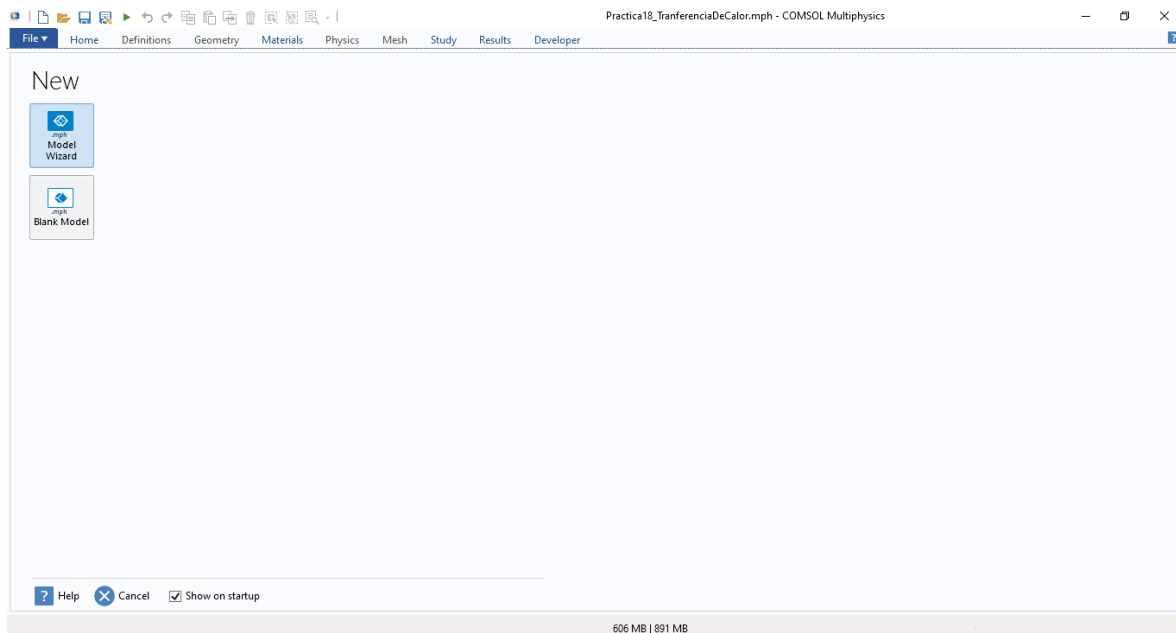 Practica18_TranferenciaDeCalor.mph - COMSOL Multiphysics
File Home Definitions Geometry Materials Physics Mesh Study Results Developer ?
New
.mph
Model
Wizard
.mph
Blank Model
? Help Cancel Show on startup
606 MB | 891 MB